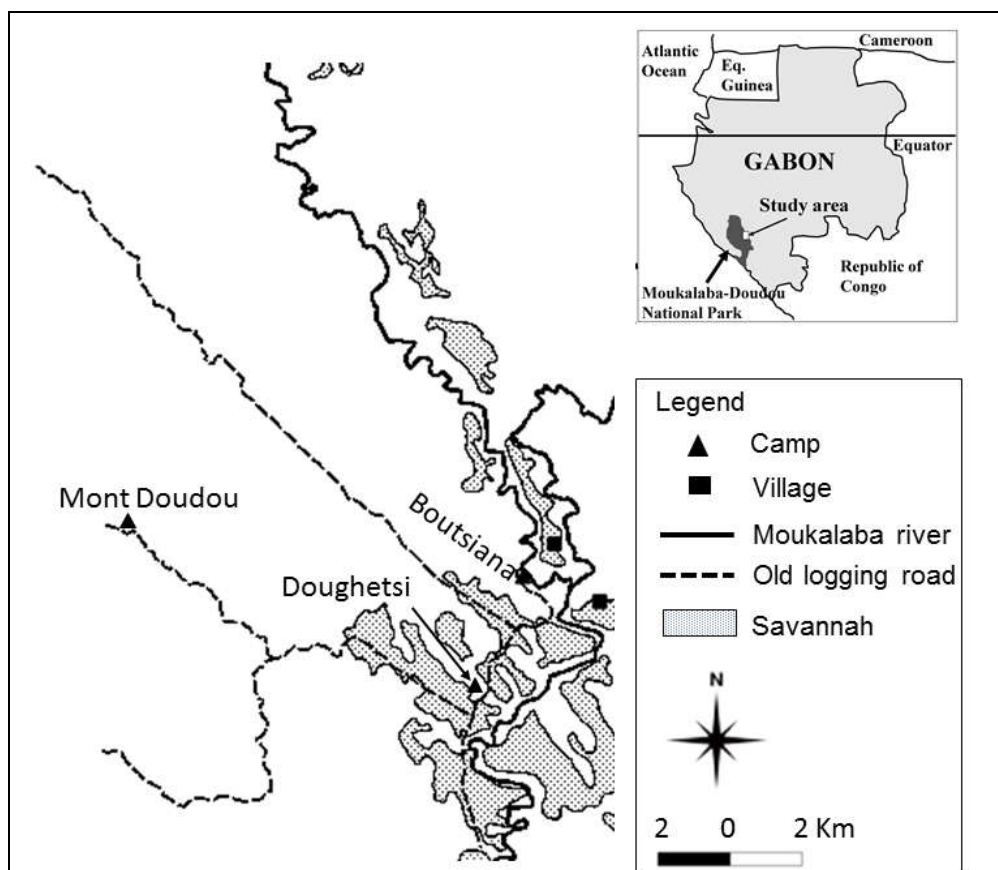 Atlantic
Ocean
Eq.
Guinea
Cameroon
Equator
GABON
Study area
Republic of
Congo
Moukalaba-Doudou
National Park
Mont Doudou
Boutsiana
Doughetsi
Legend
Camp
Village
Moukalaba river
Old logging road
Savannah
N
2 0 2 Km